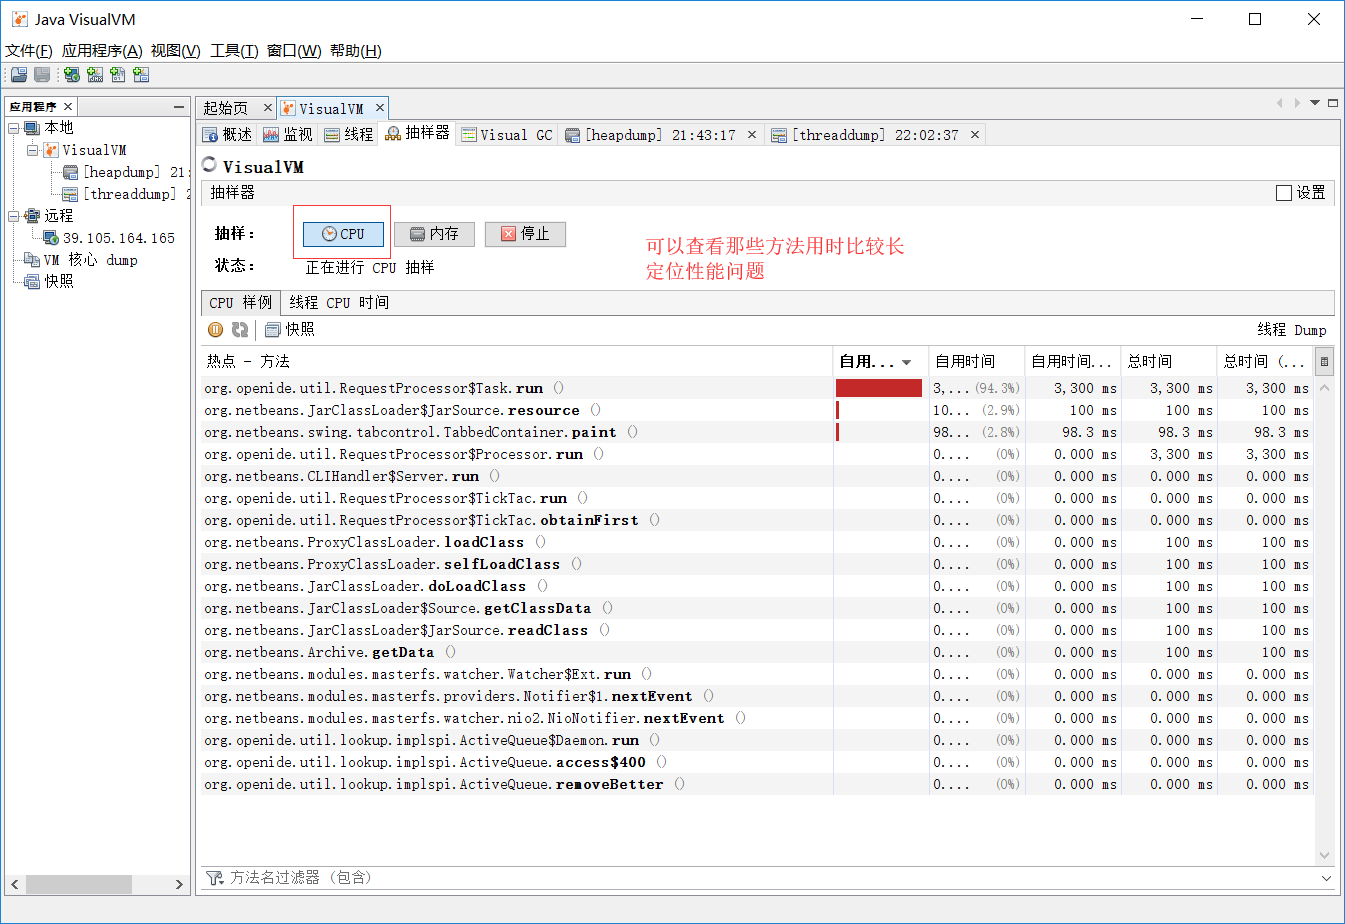 Java VisualVM
文件(F) 应用程序(A) 视图(V) 工具(T) 窗口(W) 帮助(H)
应用程序
本地
VisualVM
[heapdump] 21:
[threaddump] 2
远程
39.105.164.165
VM 核心 dump
快照
起始页 VisualVM
概述 监视 线程 抽样器 Visual GC [heapdump] 21:43:17 [threaddump] 22:02:37
VisualVM
抽样器 设置
抽样： CPU 内存 停止
状态： 正在进行 CPU 抽样
可以查看那些方法用时比较长
定位性能问题
CPU 样例 线程 CPU 时间
快照 线程 Dump
热点 - 方法 自用... 自用时间 自用时间... 总时间 总时间 (...
org.openide.util.RequestProcessor$Task.run () 3,... (94.3%) 3,300 ms 3,300 ms 3,300 ms
org.netbeans.JarClassLoader$JarSource.resource () 10... (2.9%) 100 ms 100 ms 100 ms
org.netbeans.swing.tabcontrol.TabbedContainer.paint () 98... (2.8%) 98.3 ms 98.3 ms 98.3 ms
org.openide.util.RequestProcessor$Processor.run () 0.... (0%) 0.000 ms 3,300 ms 3,300 ms
org.netbeans.CLIHandler$Server.run () 0.... (0%) 0.000 ms 0.000 ms 0.000 ms
org.openide.util.RequestProcessor$TickTac.run () 0.... (0%) 0.000 ms 0.000 ms 0.000 ms
org.openide.util.RequestProcessor$TickTac.obtainFirst () 0.... (0%) 0.000 ms 0.000 ms 0.000 ms
org.netbeans.ProxyClassLoader.loadClass () 0.... (0%) 0.000 ms 100 ms 100 ms
org.netbeans.ProxyClassLoader.selfLoadClass () 0.... (0%) 0.000 ms 100 ms 100 ms
org.netbeans.JarClassLoader.doLoadClass () 0.... (0%) 0.000 ms 100 ms 100 ms
org.netbeans.JarClassLoader$Source.getClassData () 0.... (0%) 0.000 ms 100 ms 100 ms
org.netbeans.JarClassLoader$JarSource.readClass () 0.... (0%) 0.000 ms 100 ms 100 ms
org.netbeans.Archive.getData () 0.... (0%) 0.000 ms 100 ms 100 ms
org.netbeans.modules.masterfs.watcher.Watcher$Ext.run () 0.... (0%) 0.000 ms 0.000 ms 0.000 ms
org.netbeans.modules.masterfs.providers.Notifier$1.nextEvent () 0.... (0%) 0.000 ms 0.000 ms 0.000 ms
org.netbeans.modules.masterfs.watcher.nio2.NioNotifier.nextEvent () 0.... (0%) 0.000 ms 0.000 ms 0.000 ms
org.openide.util.lookup.implspi.ActiveQueue$Daemon.run () 0.... (0%) 0.000 ms 0.000 ms 0.000 ms
org.openide.util.lookup.implspi.ActiveQueue.access$400 () 0.... (0%) 0.000 ms 0.000 ms 0.000 ms
org.openide.util.lookup.implspi.ActiveQueue.removeBetter () 0.... (0%) 0.000 ms 0.000 ms 0.000 ms
方法名过滤器 （包含）